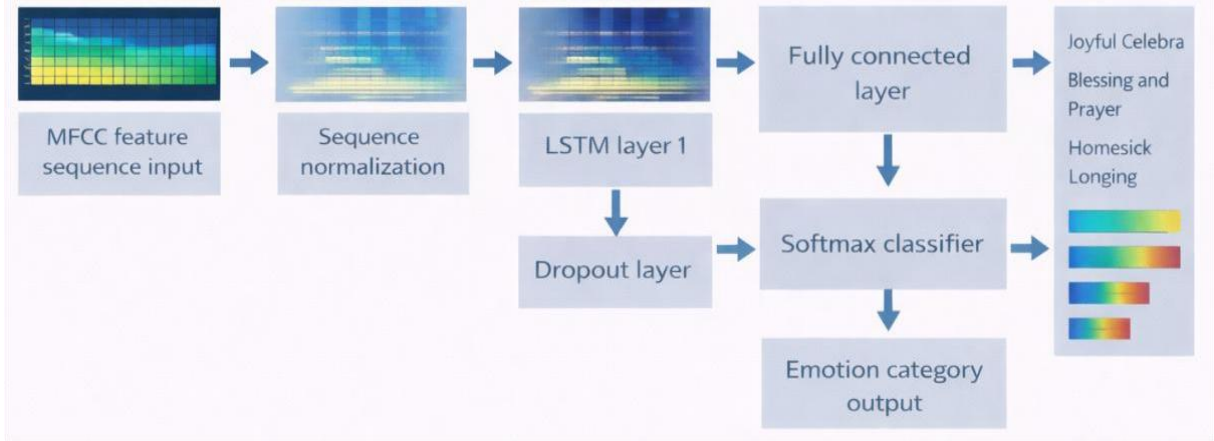 MFCC feature
sequence input
Sequence
normalization
LSTM layer 1
Dropout layer
Fully connected
layer
Softmax classifier
Emotion category
output
Joyful Celebra
Blessing and
Prayer
Homesick
Longing